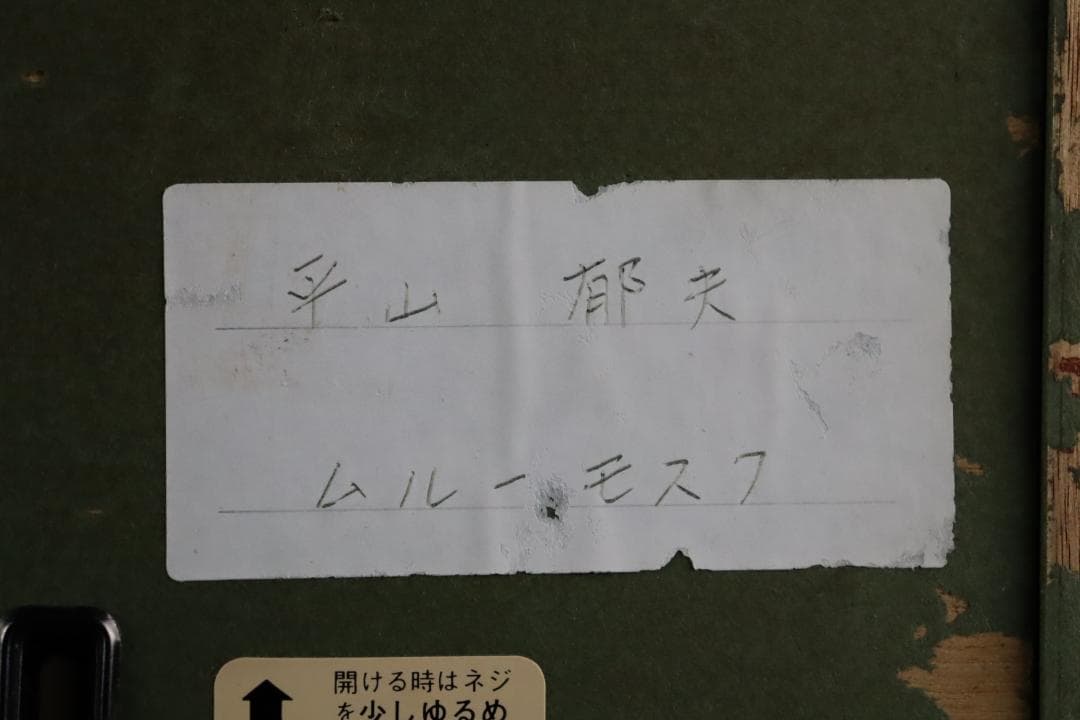 平山 郁夫
ムルー モスク
開ける時はネジ
を少しゆるめ